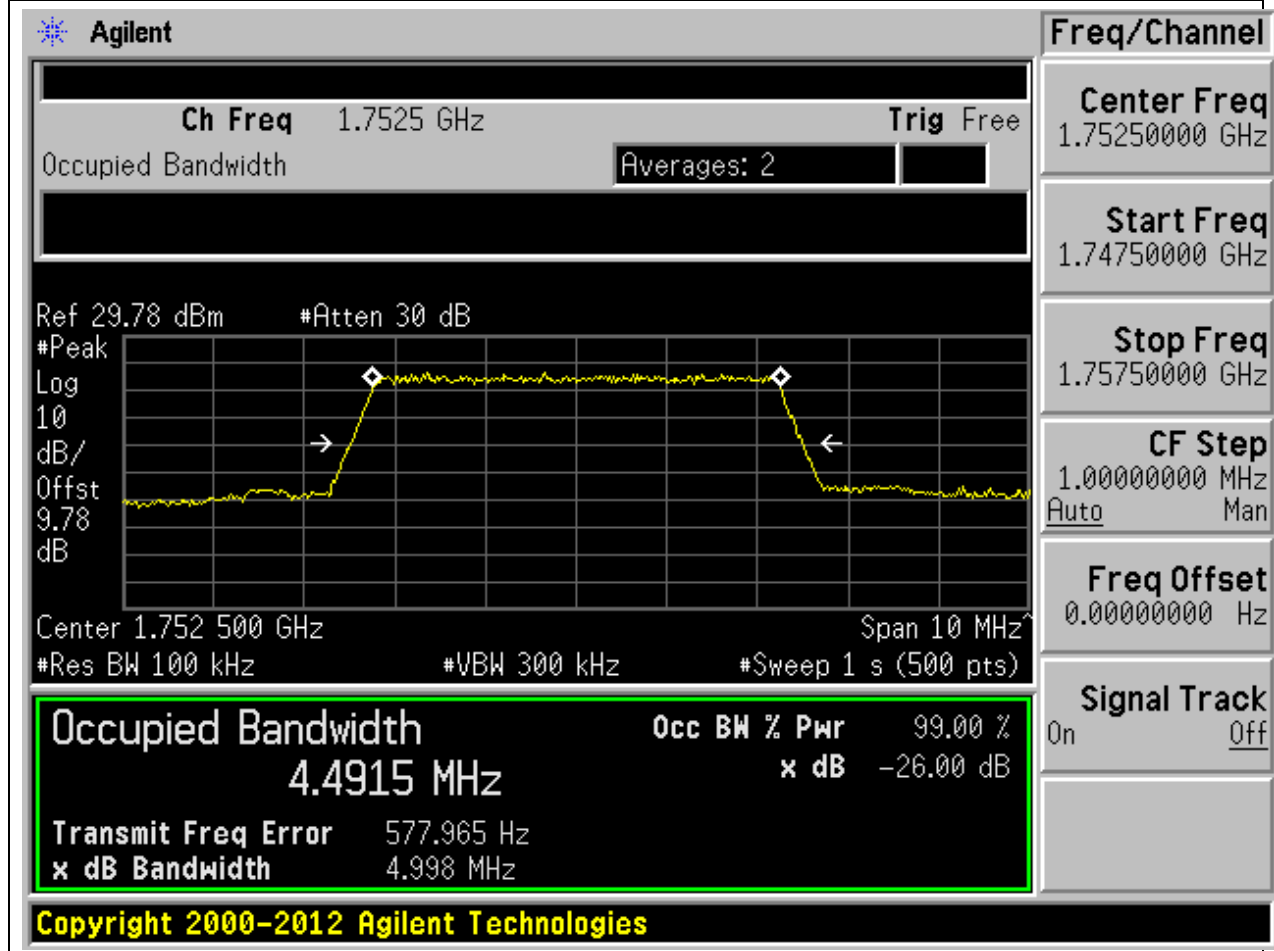 Agilent
Freq/Channel
Ch Freq 1.7525 GHz Trig Free
Occupied Bandwidth Averages: 2
Ref 29.78 dBm #Atten 30 dB
#Peak
Log
10
dB/
Offst
9.78
dB
Center 1.752 500 GHz Span 10 MHz^
#Res BW 100 kHz #VBW 300 kHz #Sweep 1 s (500 pts)
Occupied Bandwidth Occ BW % Pwr 99.00 %
4.4915 MHz x dB -26.00 dB
Transmit Freq Error 577.965 Hz
x dB Bandwidth 4.998 MHz
Copyright 2000-2012 Agilent Technologies
Center Freq
1.75250000 GHz
Start Freq
1.74750000 GHz
Stop Freq
1.75750000 GHz
CF Step
1.00000000 MHz
Auto Man
Freq Offset
0.00000000 Hz
Signal Track
On Off